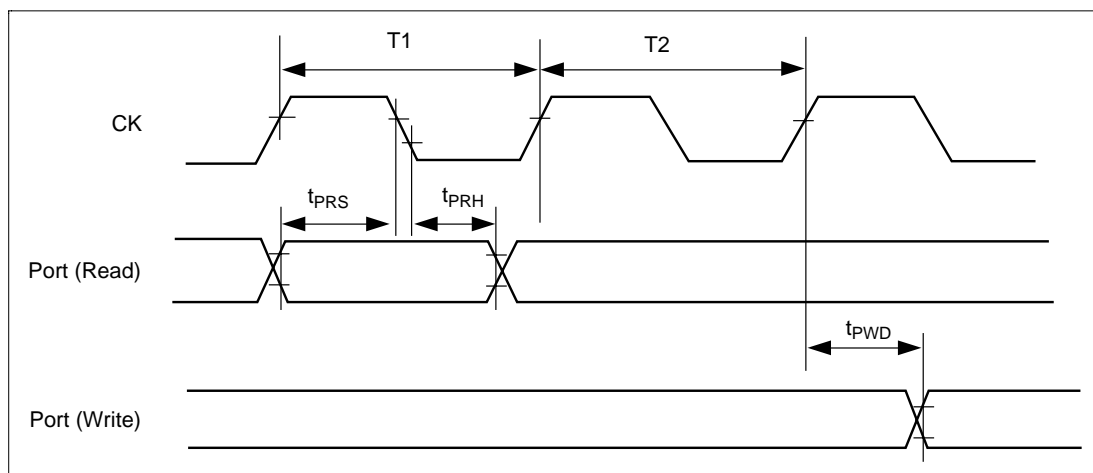 T1
T2
CK
tPRS
tPRH
Port (Read)
tPWD
Port (Write)